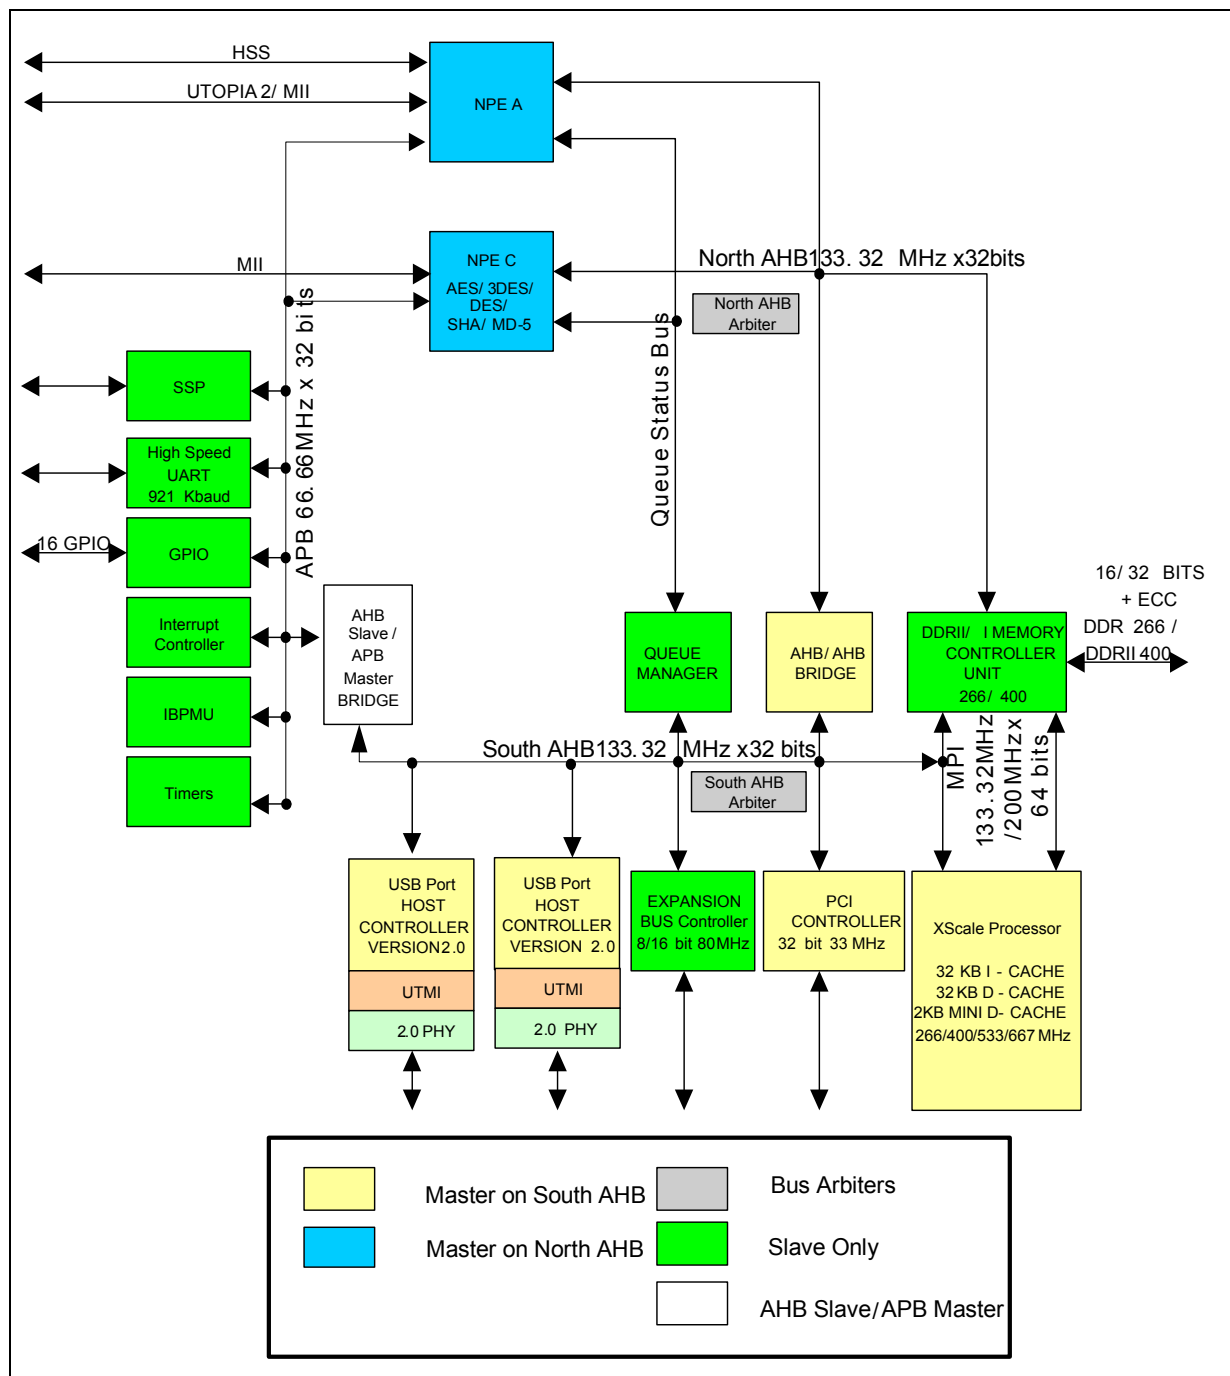 HSS
UTOPIA 2/ MII
NPE A
MII
NPE C
AES/ 3DES/
DES/
SHA/ MD-5
North AHB133. 32 MHz x32bits
North AHB
Arbiter
APB 66. 66MHz x 32 bits
Queue Status Bus
SSP
High Speed
UART
921 Kbaud
16 GPIO
GPIO
Interrupt
Controller
IBPMU
Timers
AHB
Slave /
APB
Master
BRIDGE
QUEUE
MANAGER
AHB/ AHB
BRIDGE
DDRII/ I MEMORY
CONTROLLER
UNIT
266/ 400
16/ 32 BITS
+ ECC
DDR 266 /
DDRII 400
South AHB133. 32 MHz x32 bits
South AHB
Arbiter
MPI
133.32MHz
/200MHzx
64 bits
USB Port
HOST
CONTROLLER
VERSION2.0
UTMI
2.0 PHY
USB Port
HOST
CONTROLLER
VERSION 2.0
UTMI
2.0 PHY
EXPANSION
BUS Controller
8/16 bit 80MHz
PCI
CONTROLLER
32 bit 33 MHz
XScale Processor
32 KB I - CACHE
32 KB D - CACHE
2KB MINI D- CACHE
266/400/533/667 MHz
Master on South AHB
Bus Arbiters
Master on North AHB
Slave Only
AHB Slave/ APB Master